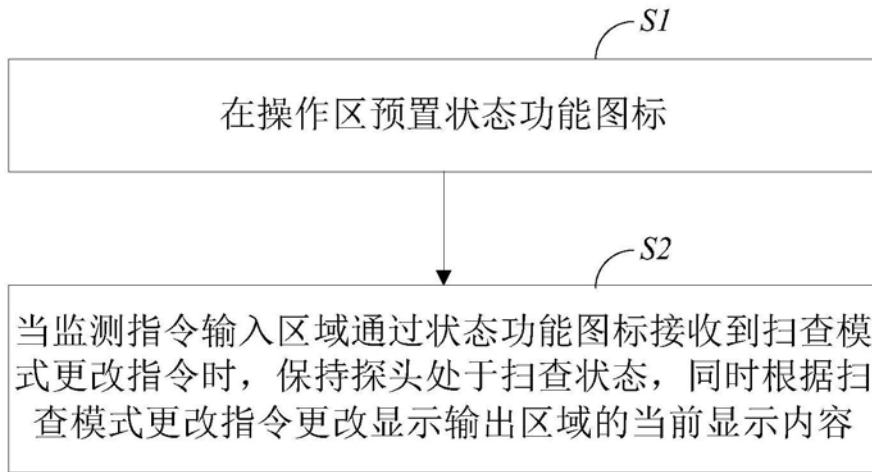 S1
在操作区预置状态功能图标
S2
当监测指令输入区域通过状态功能图标接收到扫查模
式更改指令时，保持探头处于扫查状态，同时根据扫
查模式更改指令更改显示输出区域的当前显示内容